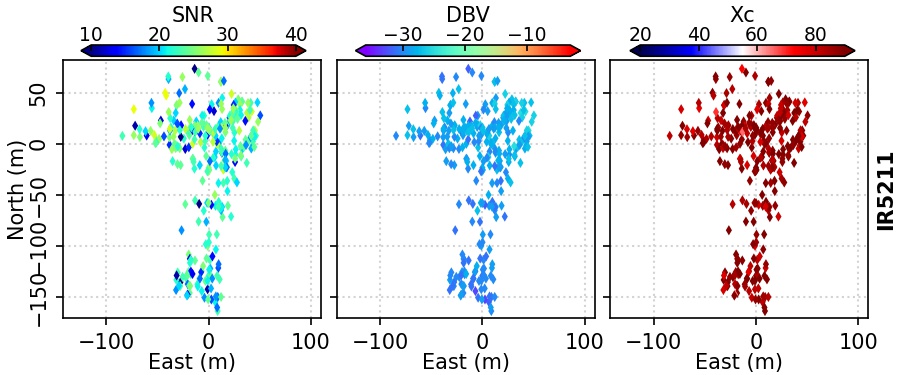 SNR DBV Xc
10 20 30 40 −30 −20 −10 20 40 60 80
50
0
−50
−100
−150
North (m)
−100 0 100 −100 0 100 −100 0 100
East (m) East (m) East (m)
IR5211